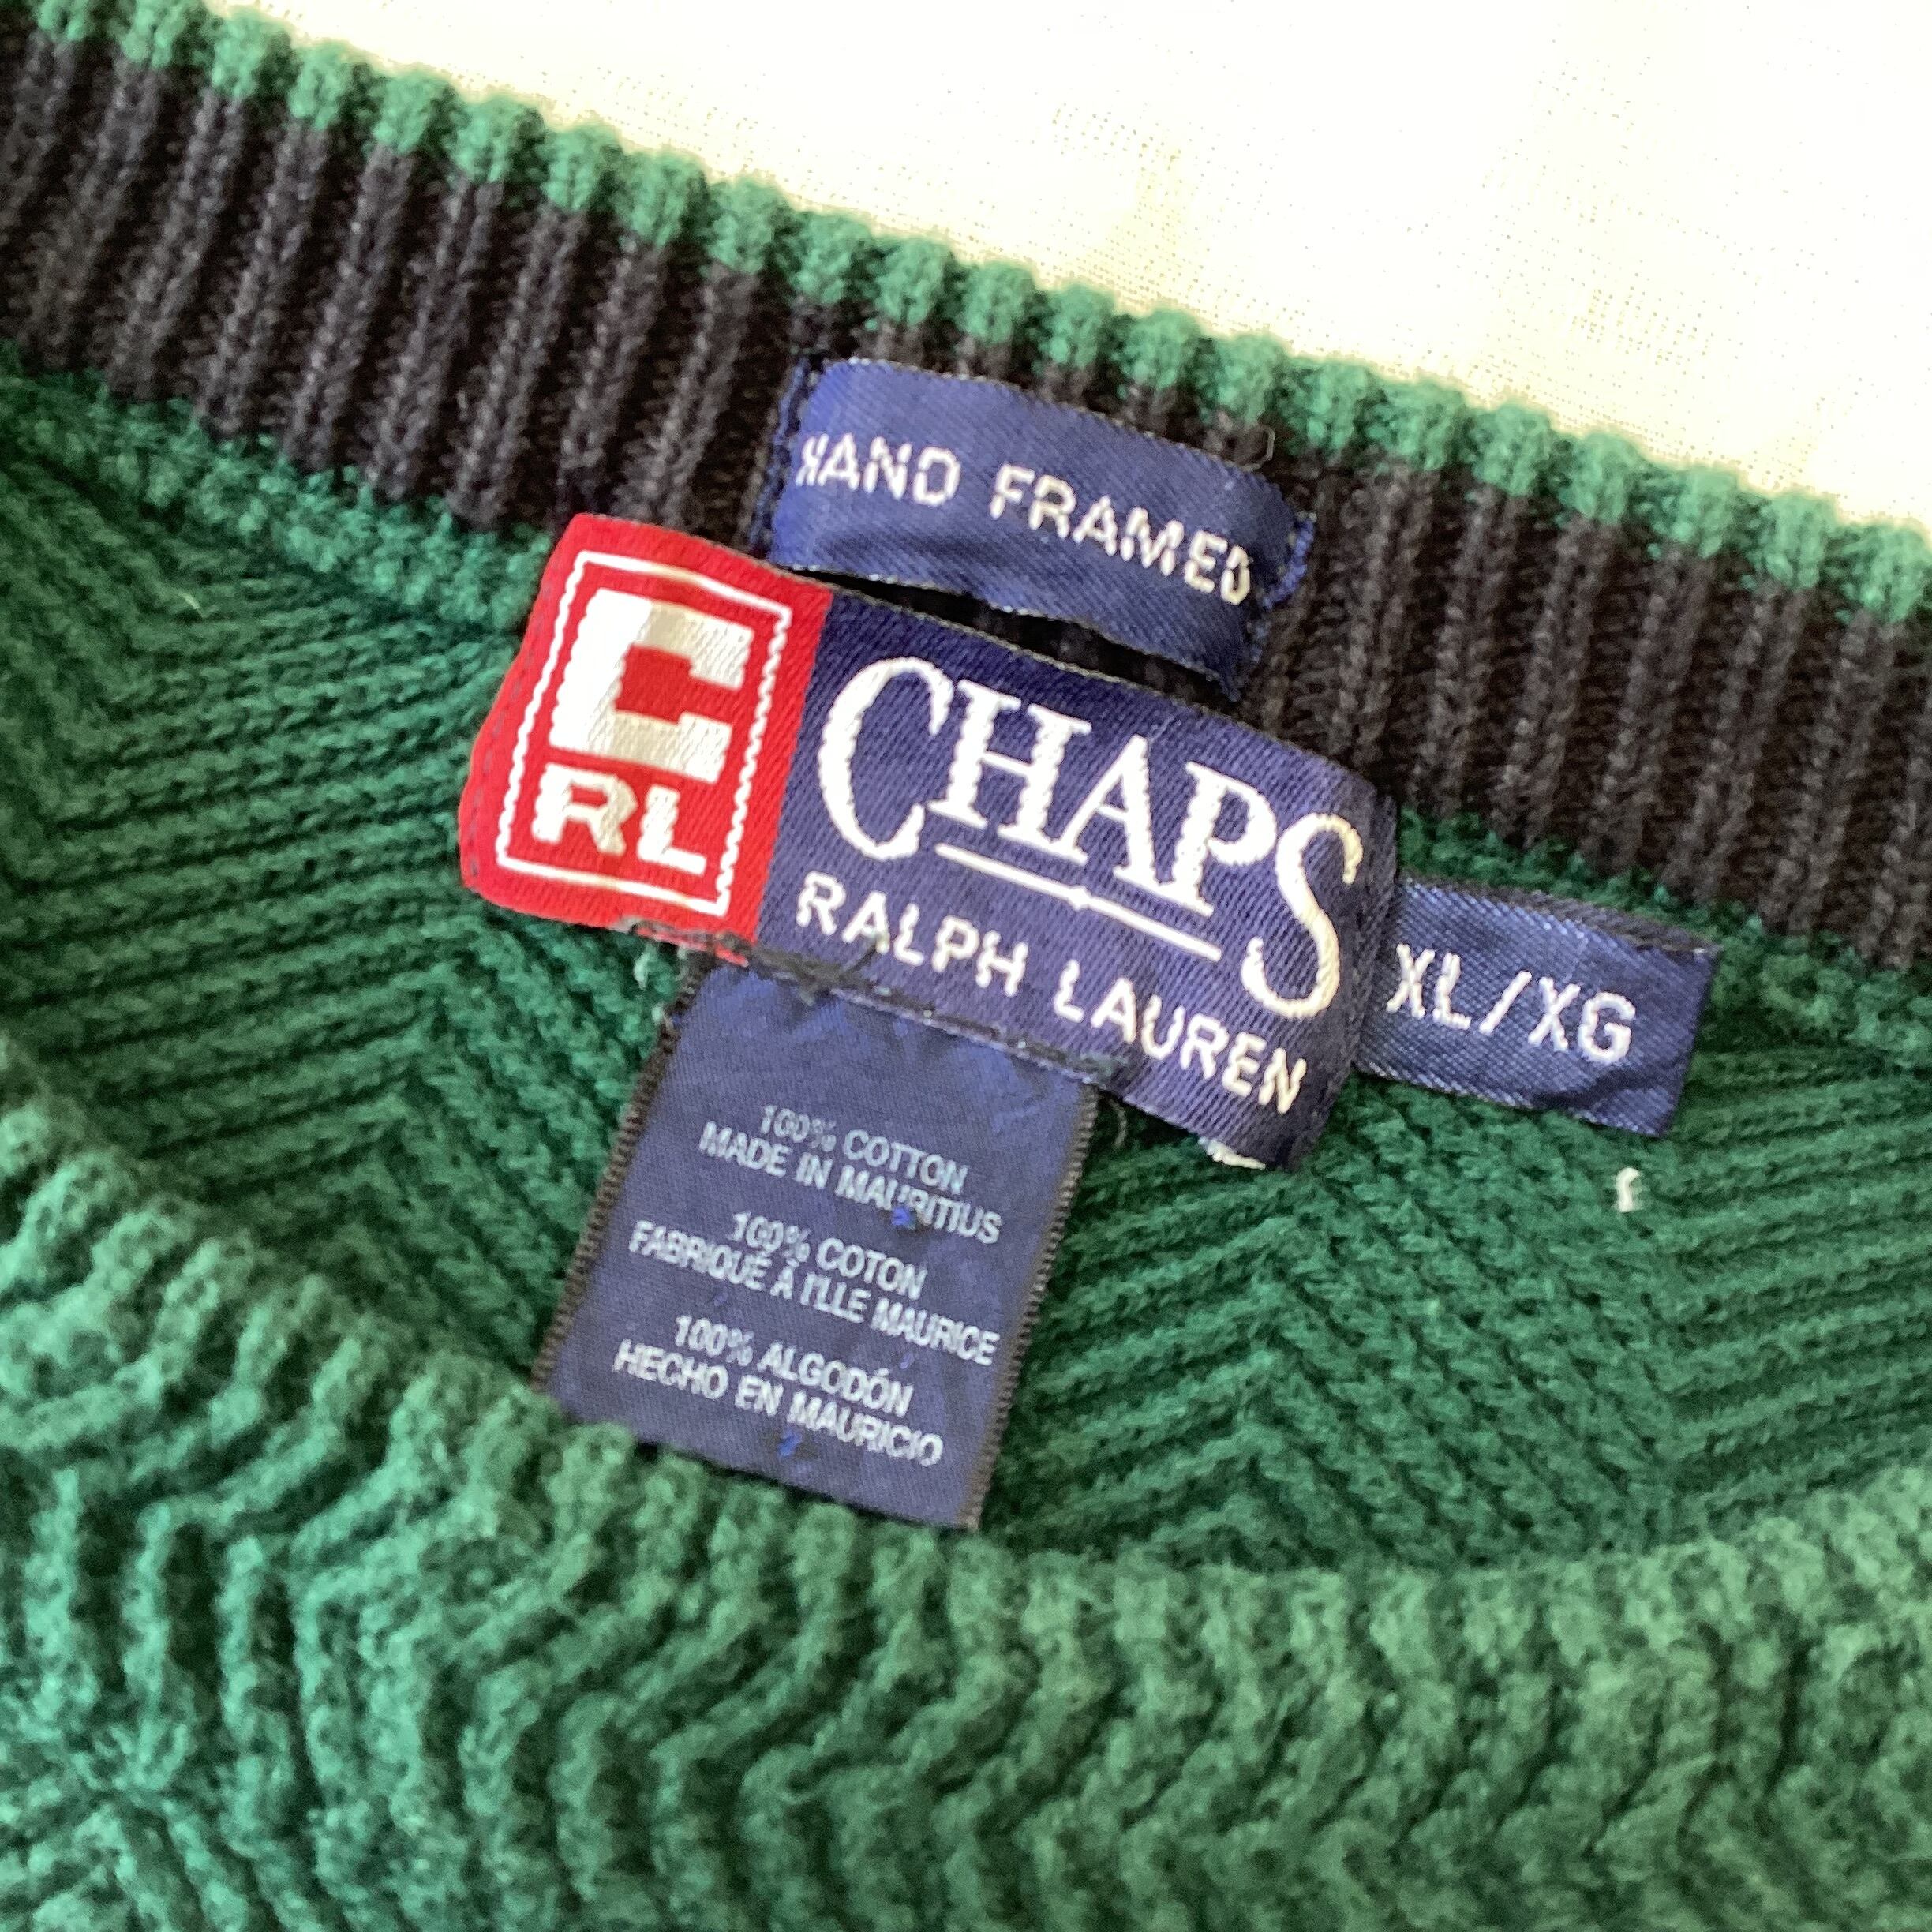 HAND FRAMED
C
RL
CHAPS
RALPH LAUREN
XL/XG
100% COTTON
MADE IN MAURITIUS
100% COTON
FABRIQUÉ À I'LLE MAURICE
100% ALGODÓN
HECHO EN MAURICIO